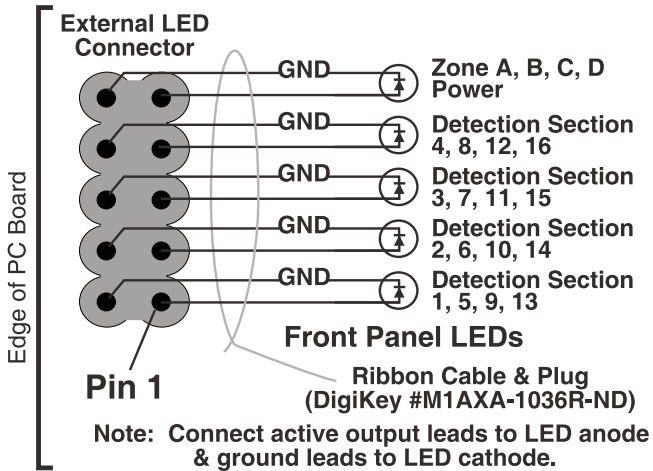 External LED
Connector
GND
Zone A, B, C, D
Power
GND
Detection Section
4, 8, 12, 16
GND
Detection Section
3, 7, 11, 15
GND
Detection Section
2, 6, 10, 14
GND
Detection Section
1, 5, 9, 13
Edge of PC Board
Front Panel LEDs
Pin 1
Ribbon Cable & Plug
(DigiKey #M1AXA-1036R-ND)
Note: Connect active output leads to LED anode
& ground leads to LED cathode.